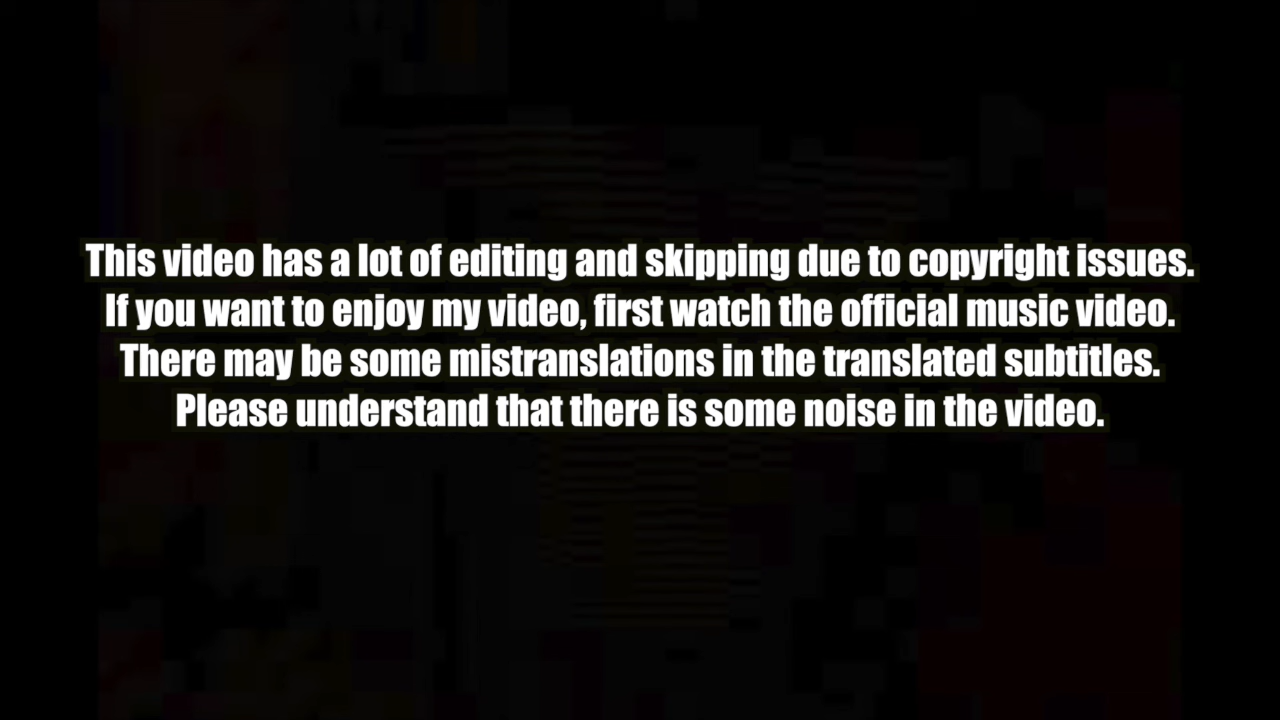 This video has a lot of editing and skipping due to copyright issues.
If you want to enjoy my video, first watch the official music video.
There may be some mistranslations in the translated subtitles.
Please understand that there is some noise in the video.